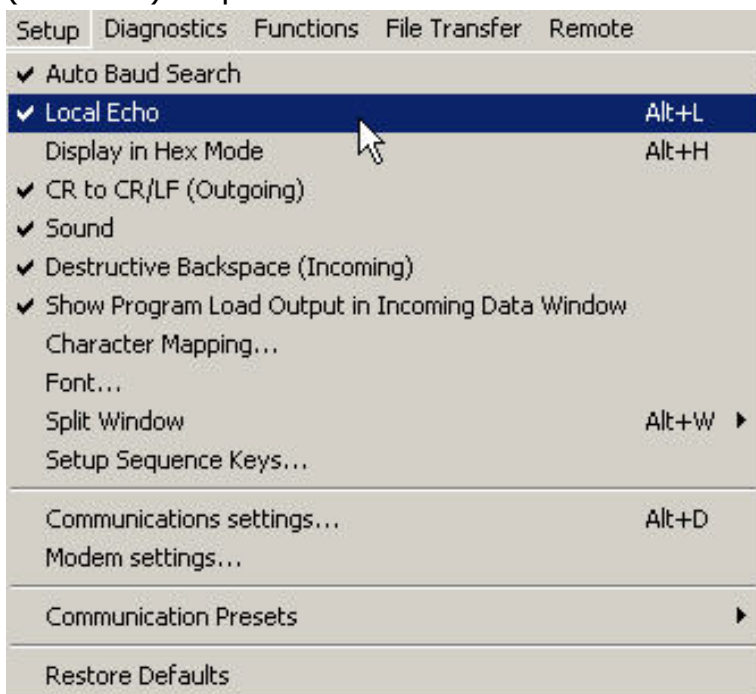 Setup Diagnostics Functions File Transfer Remote
Auto Baud Search
Local Echo Alt+L
Display in Hex Mode Alt+H
CR to CR/LF (Outgoing)
Sound
Destructive Backspace (Incoming)
Show Program Load Output in Incoming Data Window
Character Mapping...
Font...
Split Window Alt+W
Setup Sequence Keys...
Communications settings... Alt+D
Modem settings...
Communication Presets
Restore Defaults